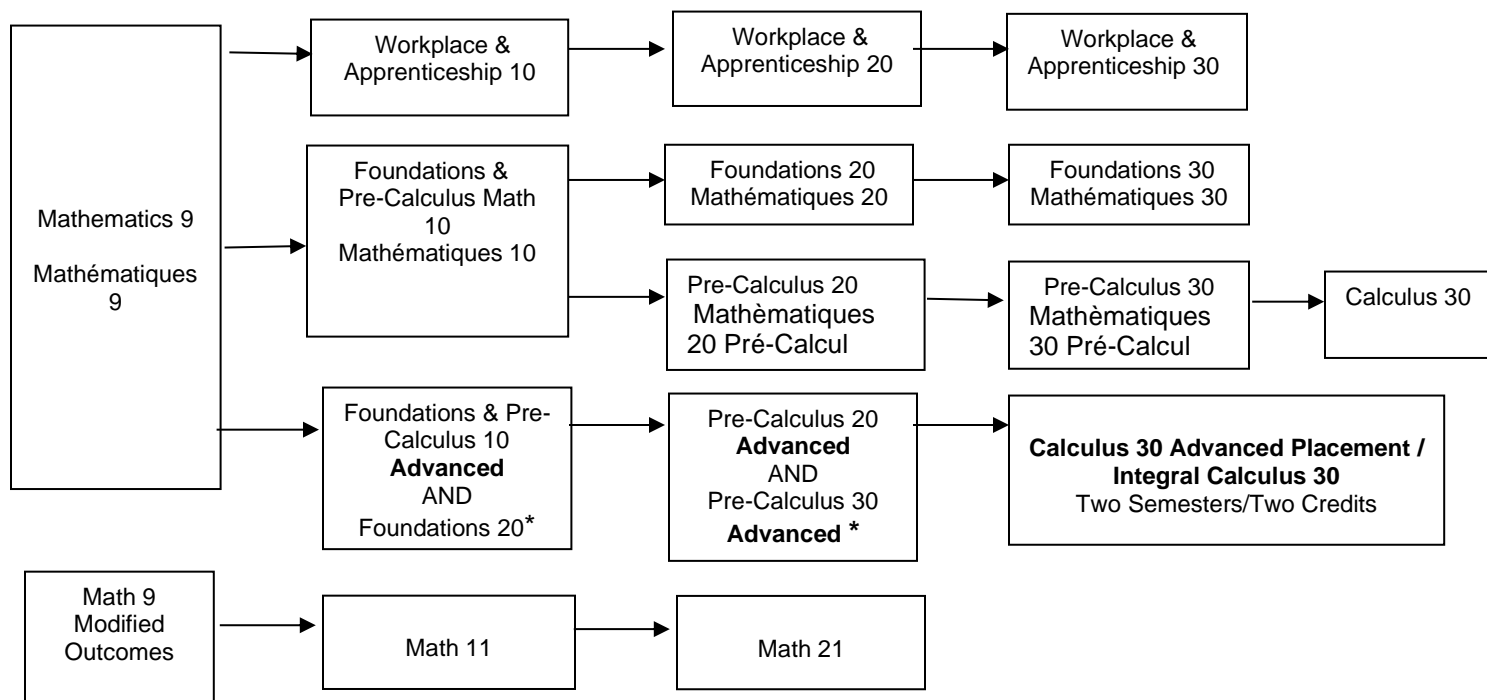 Mathematics 9
Mathématiques
9
Workplace &
Apprenticeship 10
Workplace &
Apprenticeship 20
Workplace &
Apprenticeship 30
Foundations &
Pre-Calculus Math
10
Mathématiques 10
Foundations 20
Mathématiques 20
Foundations 30
Mathématiques 30
Pre-Calculus 20
Mathèmatiques
20 Pré-Calcul
Pre-Calculus 30
Mathèmatiques
30 Pré-Calcul
Calculus 30
Foundations & Pre-
Calculus 10
Advanced
AND
Foundations 20*
Pre-Calculus 20
Advanced
AND
Pre-Calculus 30
Advanced *
Calculus 30 Advanced Placement /
Integral Calculus 30
Two Semesters/Two Credits
Math 9
Modified
Outcomes
Math 11
Math 21